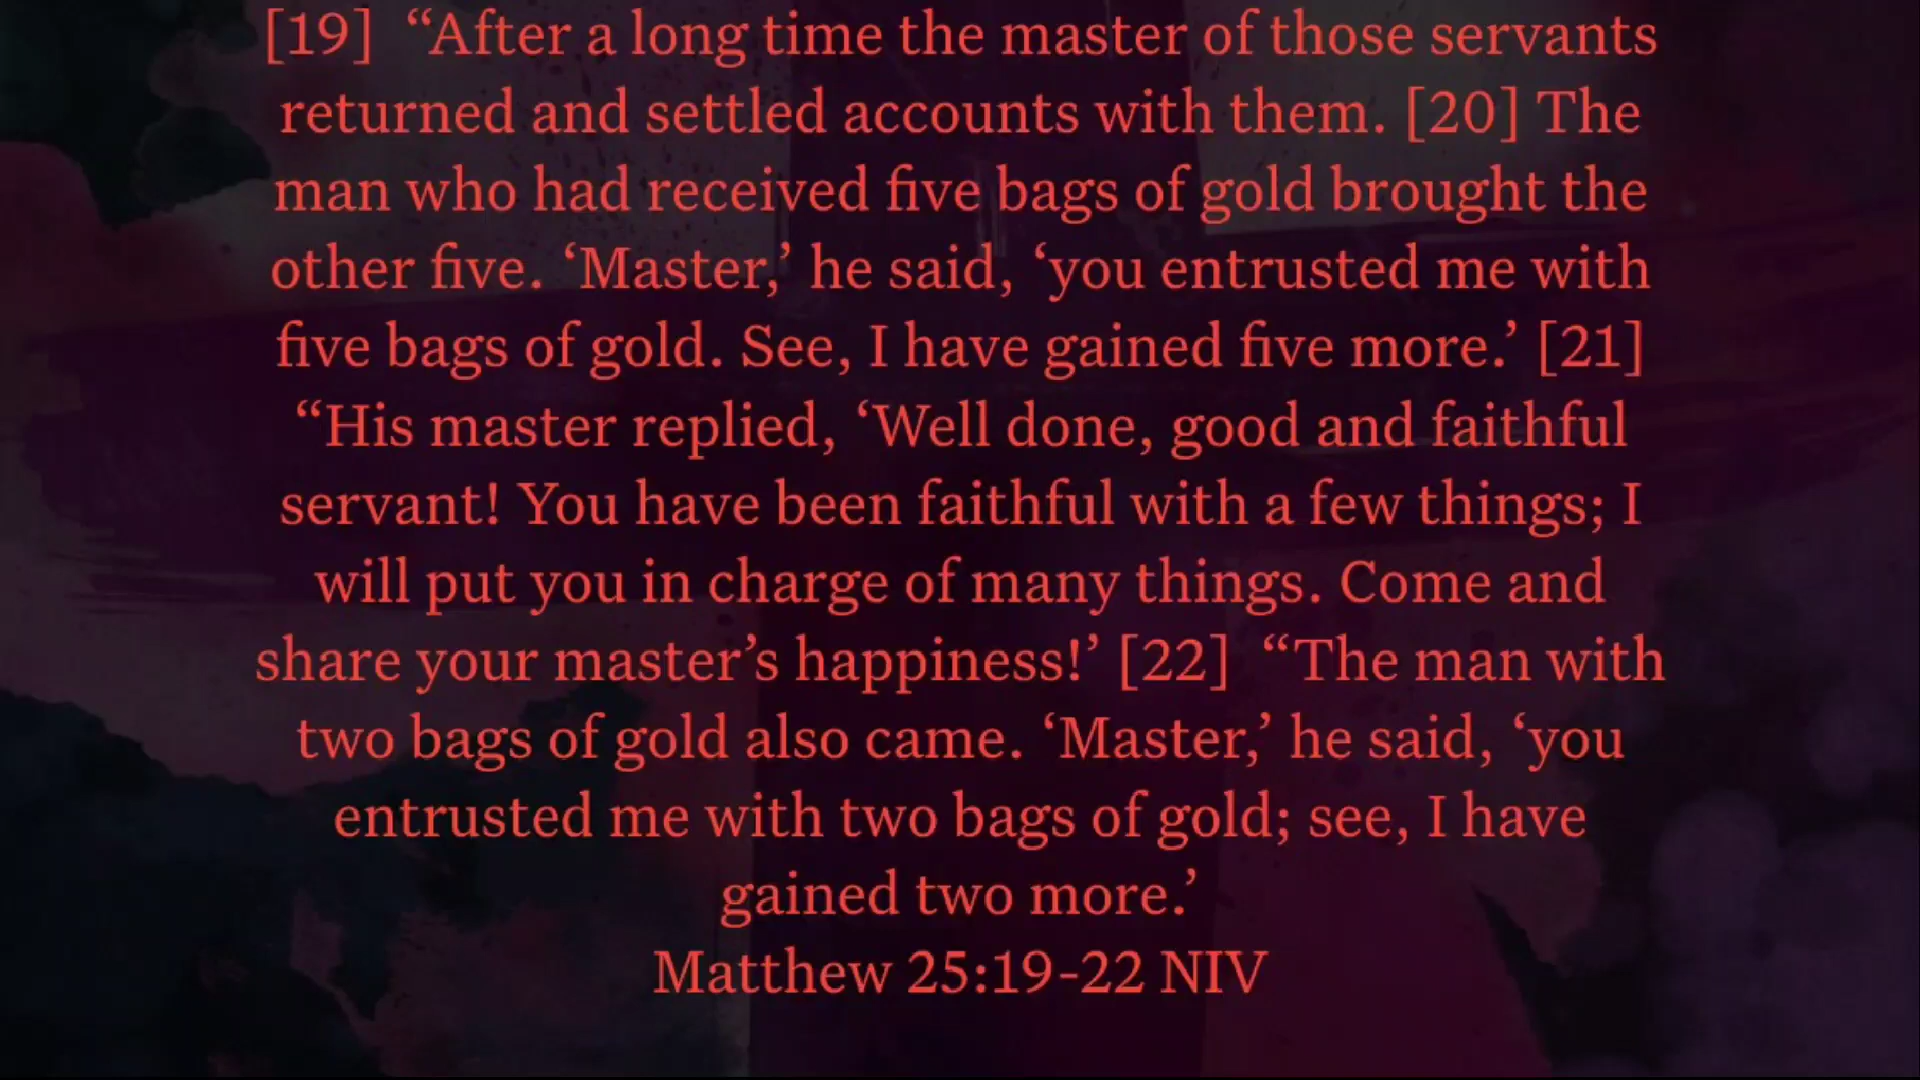 [19] “After a long time the master of those servants
returned and settled accounts with them. [20] The
man who had received five bags of gold brought the
other five. ‘Master,’ he said, ‘you entrusted me with
five bags of gold. See, I have gained five more.’ [21]
“His master replied, ‘Well done, good and faithful
servant! You have been faithful with a few things; I
will put you in charge of many things. Come and
share your master’s happiness!’ [22] “The man with
two bags of gold also came. ‘Master,’ he said, ‘you
entrusted me with two bags of gold; see, I have
gained two more.’
Matthew 25:19-22 NIV